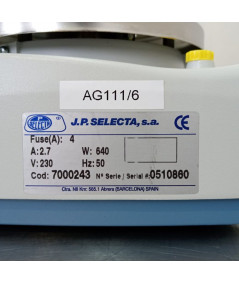 AG111/6
SELECTA
J.P. SELECTA, s.a.
CE
Fuse(A): 4
A: 2.7 W: 640
V: 230 Hz: 50
Cod: 7000243 Nº Serie / Serial #: 0510860
Ctra. NII Km: 585.1 Abrera (BARCELONA) SPAIN